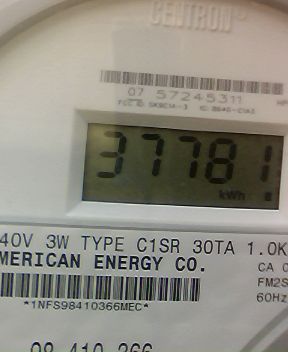 CENTRON®
07 57245311
37781
kWh
40V 3W TYPE C1SR 30TA 1.0K
MERICAN ENERGY CO.
CA 0
FM2S
*1NFS98410366MEC*
60Hz
98 410 366